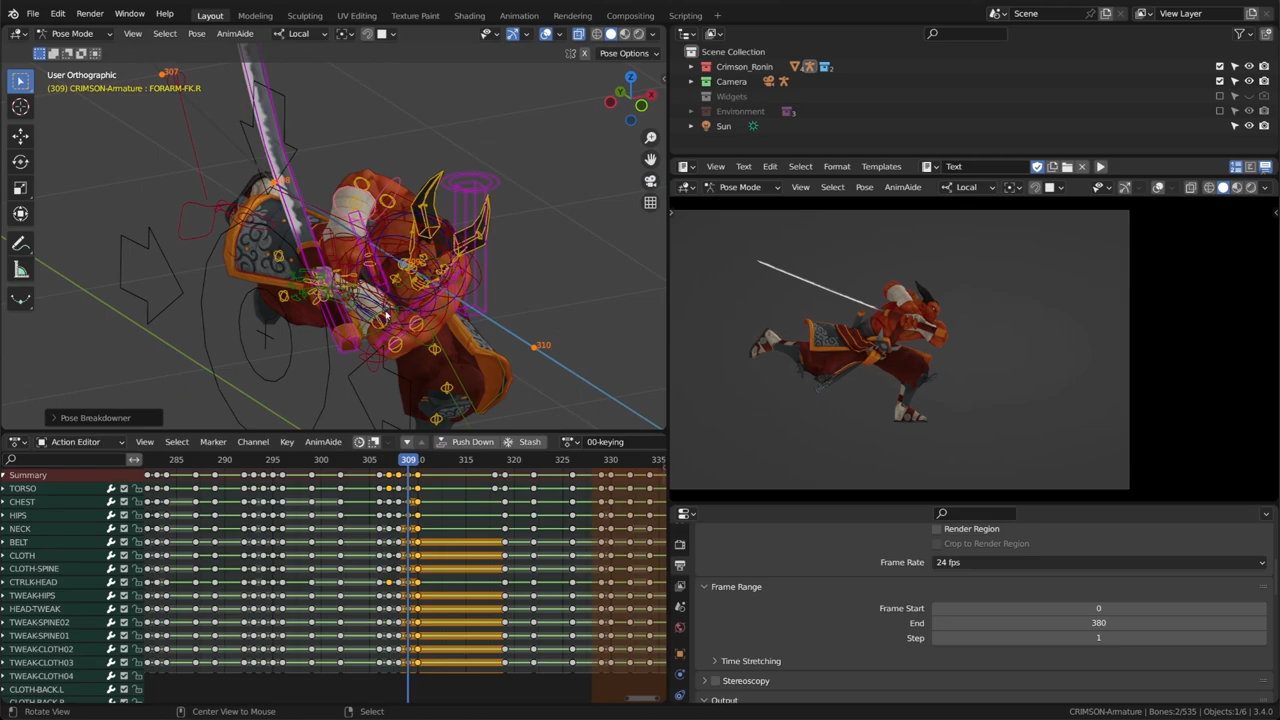 File Edit Render Window Help Layout Modeling Sculpting UV Editing Texture Paint Shading Animation Rendering Compositing Scripting Scene View Layer
Pose Mode View Select Pose AnimAide Local
X Pose Options
User Orthographic
(309) CRIMSON-Armature : FORARM-FK.R
307
310
Z
Y
X
Pose Breakdowner
Scene Collection
Crimson_Ronin 2
Camera
Widgets
Environment 3
Sun
View Text Edit Select Format Templates Text
Pose Mode View Select Pose AnimAide Local
Action Editor View Select Marker Channel Key AnimAide Push Down Stash 00-keying
285 290 295 300 305 309 315 320 325 330 335
Summary
TORSO
CHEST
HIPS
NECK
BELT
CLOTH
CLOTH-SPINE
CTRLK-HEAD
TWEAK-HIPS
HEAD-TWEAK
TWEAK-SPINE02
TWEAK-SPINE01
TWEAK-CLOTH02
TWEAK-CLOTH03
TWEAK-CLOTH04
CLOTH-BACK.L
Render Region
Crop to Render Region
Frame Rate 24 fps
Frame Range
Frame Start 0
End 380
Step 1
Time Stretching
Stereoscopy
Output
Rotate View Center View to Mouse Select CRIMSON-Armature | Bones:2/535 | Objects:1/6 | 3.4.0